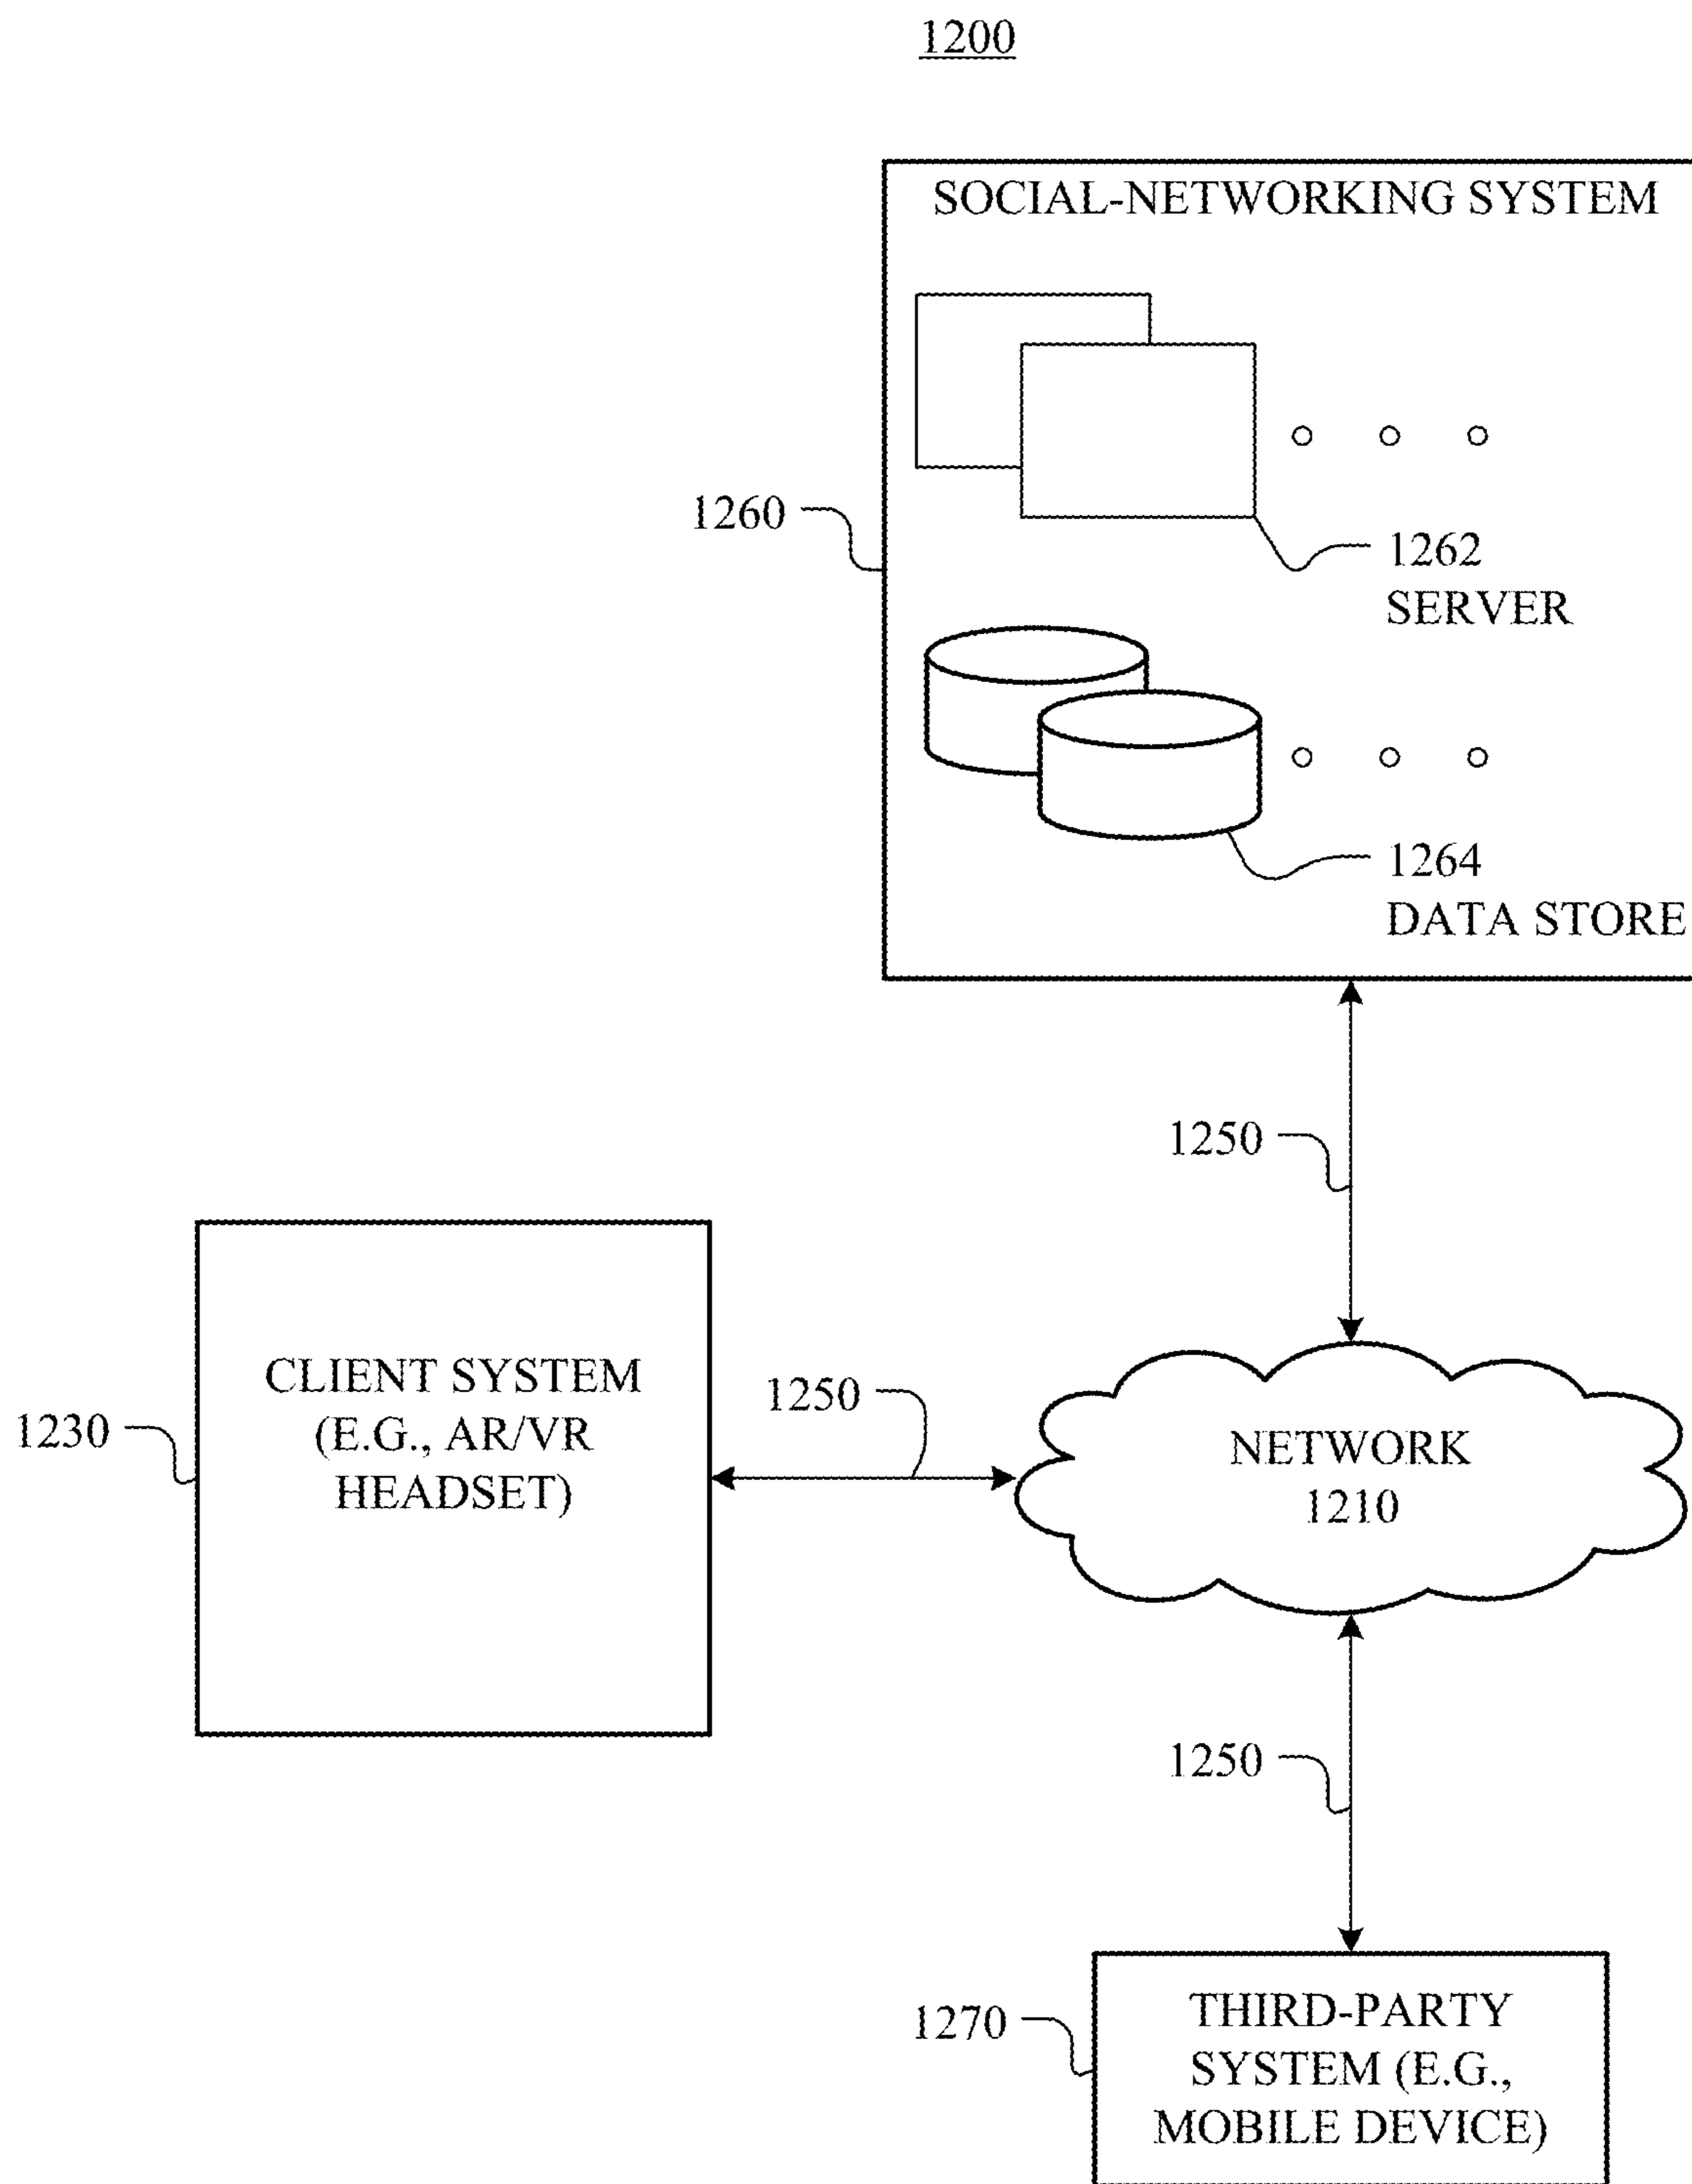 1200
SOCIAL-NETWORKING SYSTEM
1260
1262
SERVER
1264
DATA STORE
1250
CLIENT SYSTEM
(E.G., AR/VR
HEADSET)
1230
1250
NETWORK
1210
1250
1270
THIRD-PARTY
SYSTEM (E.G.,
MOBILE DEVICE)